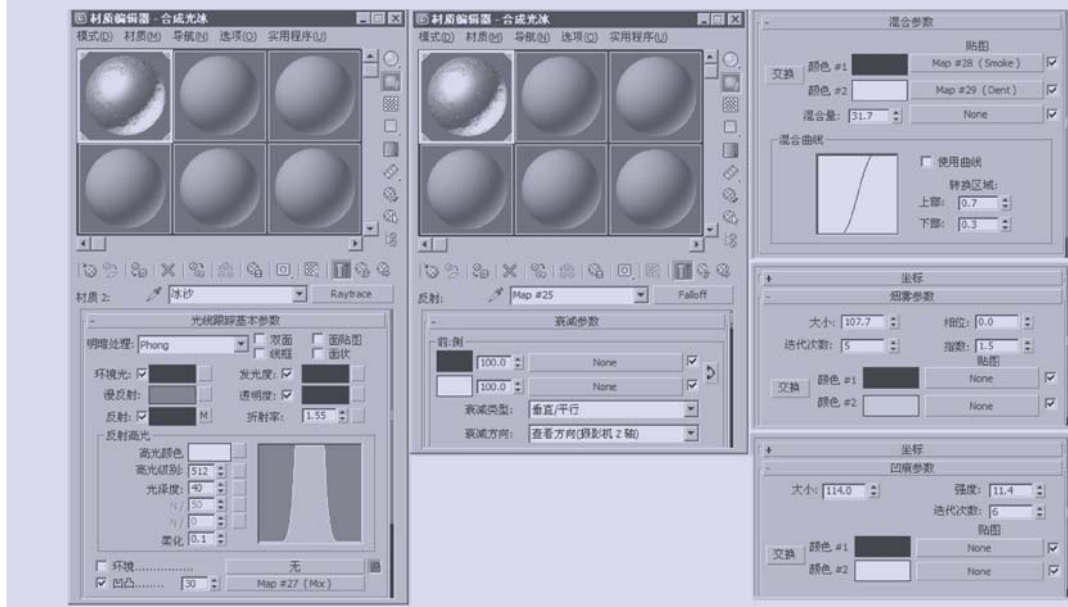 材质编辑器 - 合成光冰
模式(D) 材质(M) 导航(N) 选项(O) 实用程序(U)
材质 2: 冰沙 Raytrace
- 光线跟踪基本参数
明暗处理: Phong 双面 面贴图
线框 面状
环境光: 发光度:
漫反射: 透明度:
反射: M 折射率: 1.55
反射高光
高光颜色
高光级别: 512
光泽度: 40
N/ 50
N/ 0
柔化 0.1
环境............... 无
凹凸........ 30 Map #27 (Mix)
材质编辑器 - 合成光冰
模式(D) 材质(M) 导航(N) 选项(O) 实用程序(U)
反射: Map #25 Falloff
- 衰减参数
前:侧
100.0 None
100.0 None
衰减类型: 垂直/平行
衰减方向: 查看方向(摄影机 Z 轴)
- 混合参数
贴图
交换 颜色 #1 Map #28 (Smoke)
颜色 #2 Map #29 (Dent)
混合量: 31.7 None
混合曲线
使用曲线
转换区域:
上部: 0.7
下部: 0.3
+ 坐标
- 烟雾参数
大小: 107.7 相位: 0.0
迭代次数: 5 指数: 1.5
贴图
交换 颜色 #1 None
颜色 #2 None
+ 坐标
- 凹痕参数
大小: 114.0 强度: 11.4
迭代次数: 6
贴图
交换 颜色 #1 None
颜色 #2 None